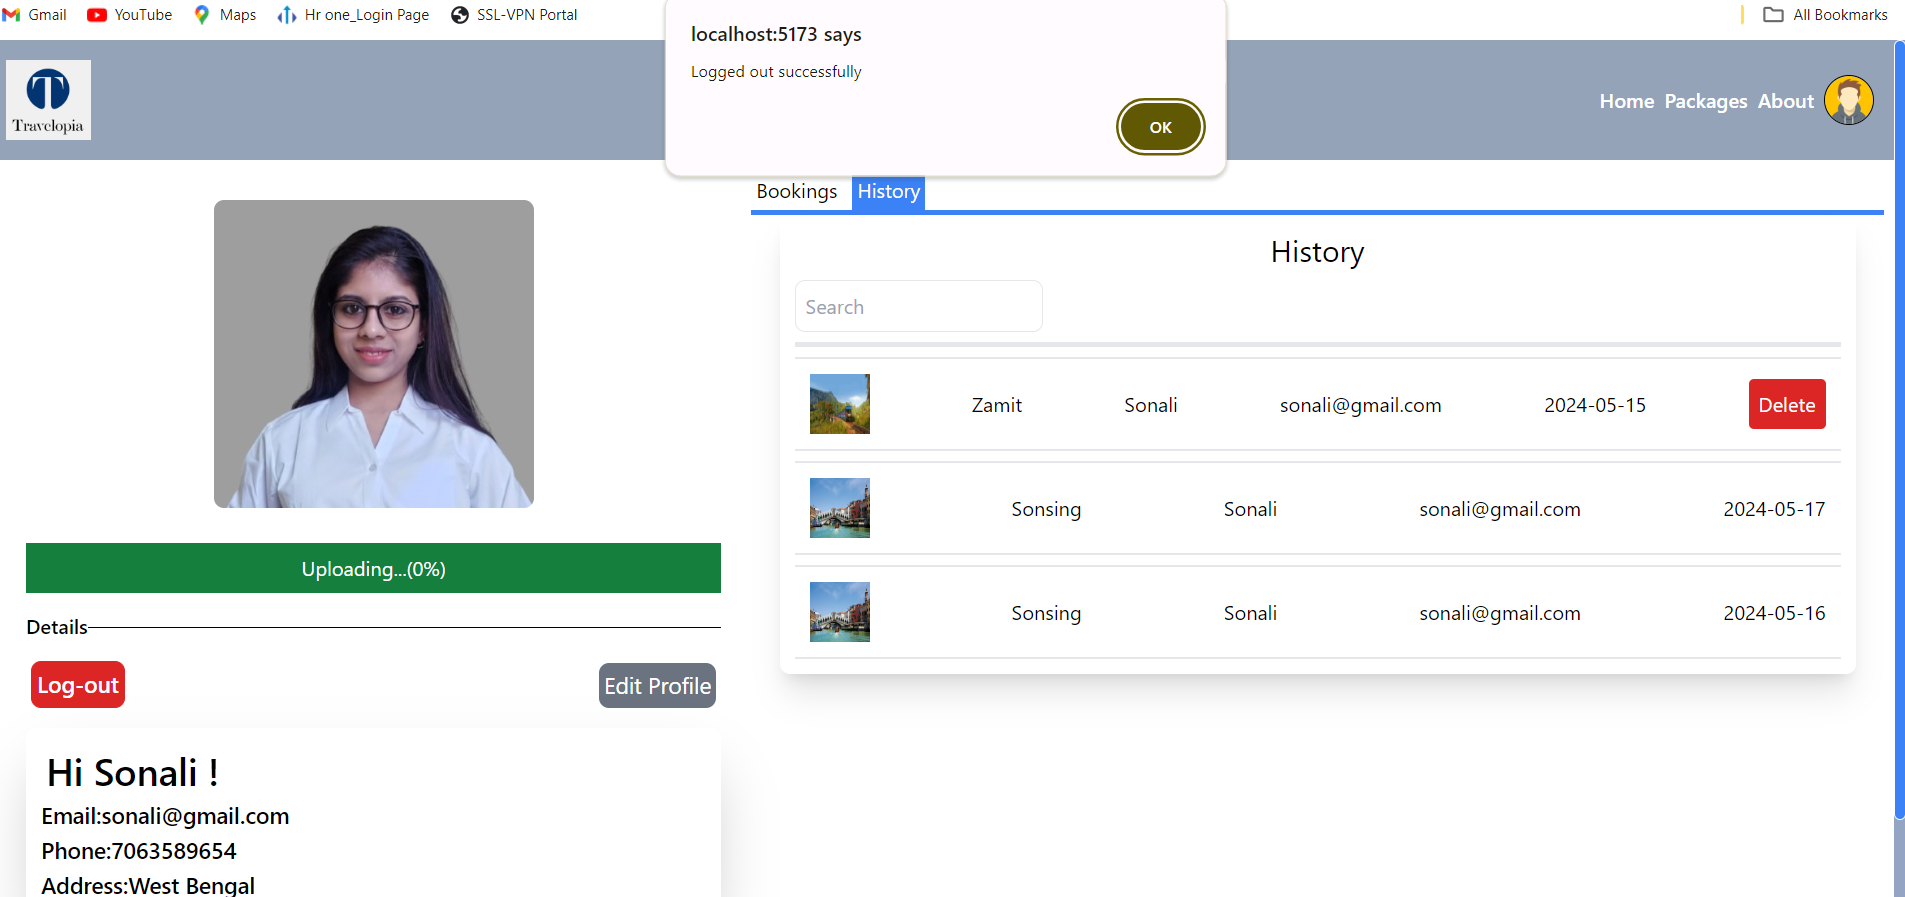 Gmail YouTube Maps Hr one_Login Page SSL-VPN Portal All Bookmarks
localhost:5173 says
Logged out successfully
OK
T
Travelopia
Home Packages About
Bookings History
History
Search
Zamit Sonali sonali@gmail.com 2024-05-15 Delete
Sonsing Sonali sonali@gmail.com 2024-05-17
Sonsing Sonali sonali@gmail.com 2024-05-16
Uploading...(0%)
Details
Log-out Edit Profile
Hi Sonali !
Email:sonali@gmail.com
Phone:7063589654
Address:West Bengal